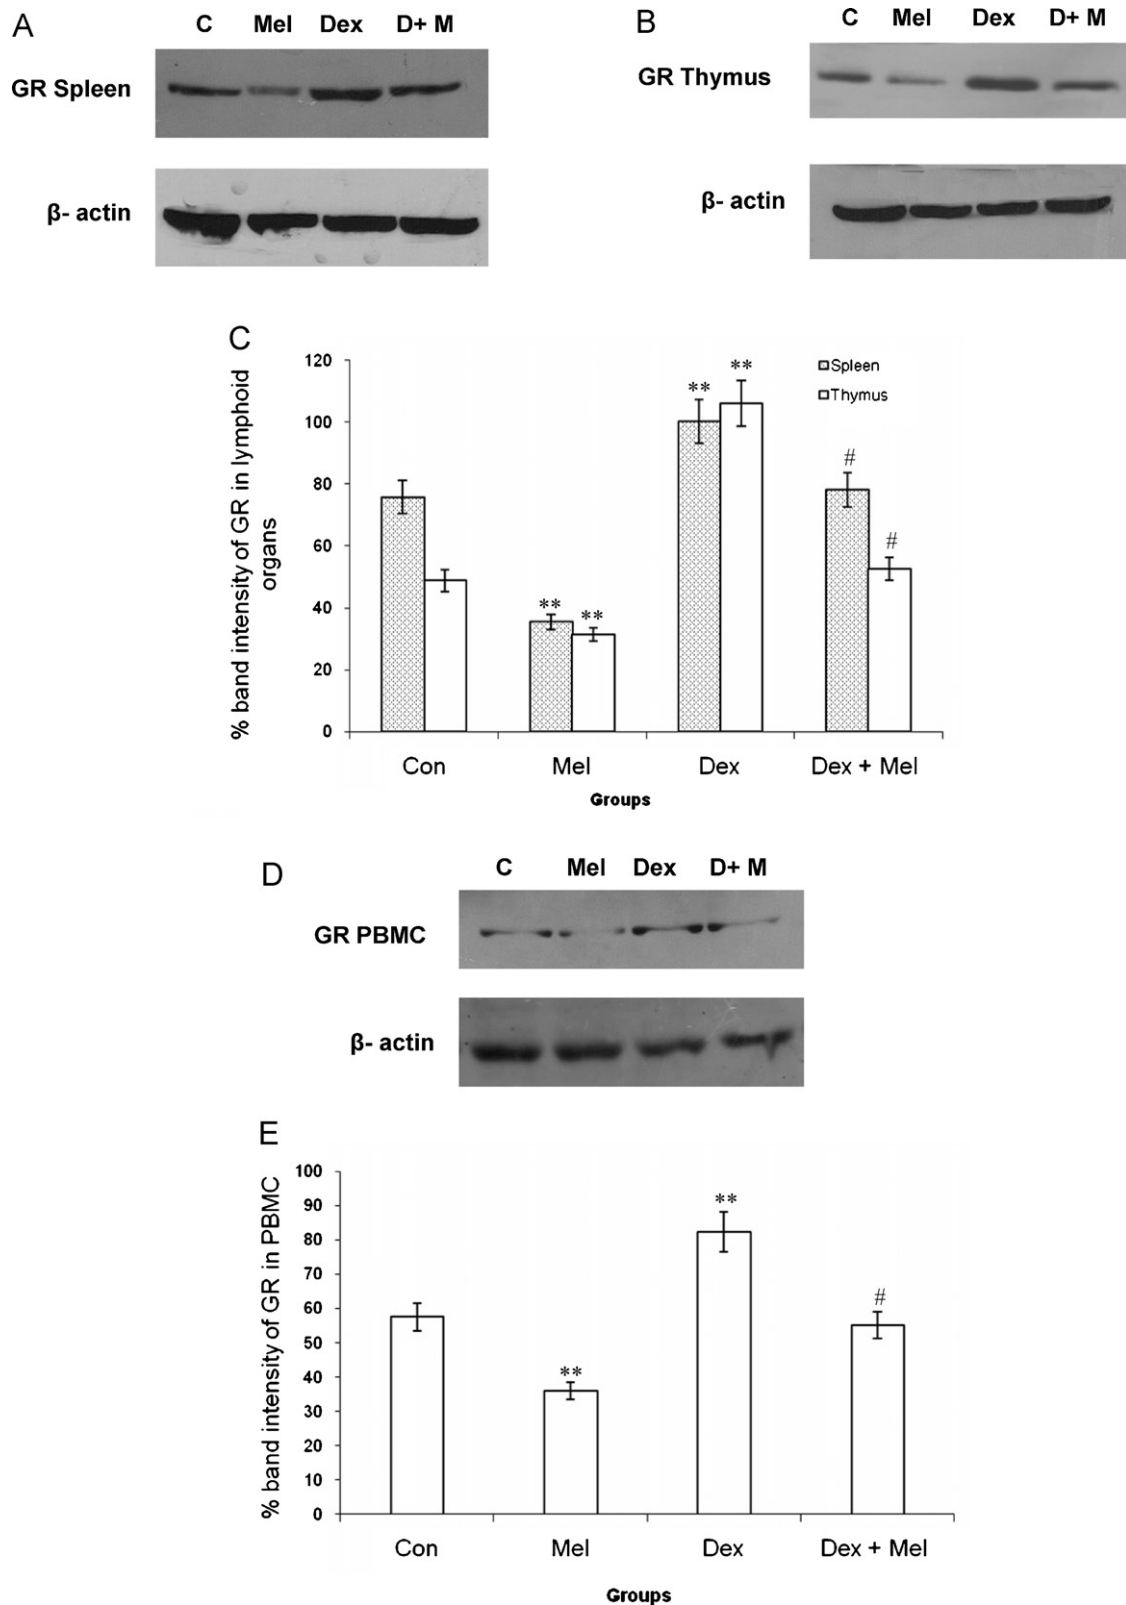 A
C Mel Dex D+ M
GR Spleen
β- actin
B
C Mel Dex D+ M
GR Thymus
β- actin
C
% band intensity of GR in lymphoid
organs
120
100
80
60
40
20
0
Spleen
Thymus
** ** ** ** # #
Con Mel Dex Dex + Mel
Groups
D
C Mel Dex D+ M
GR PBMC
β- actin
E
% band intensity of GR in PBMC
100
90
80
70
60
50
40
30
20
10
0
** ** #
Con Mel Dex Dex + Mel
Groups